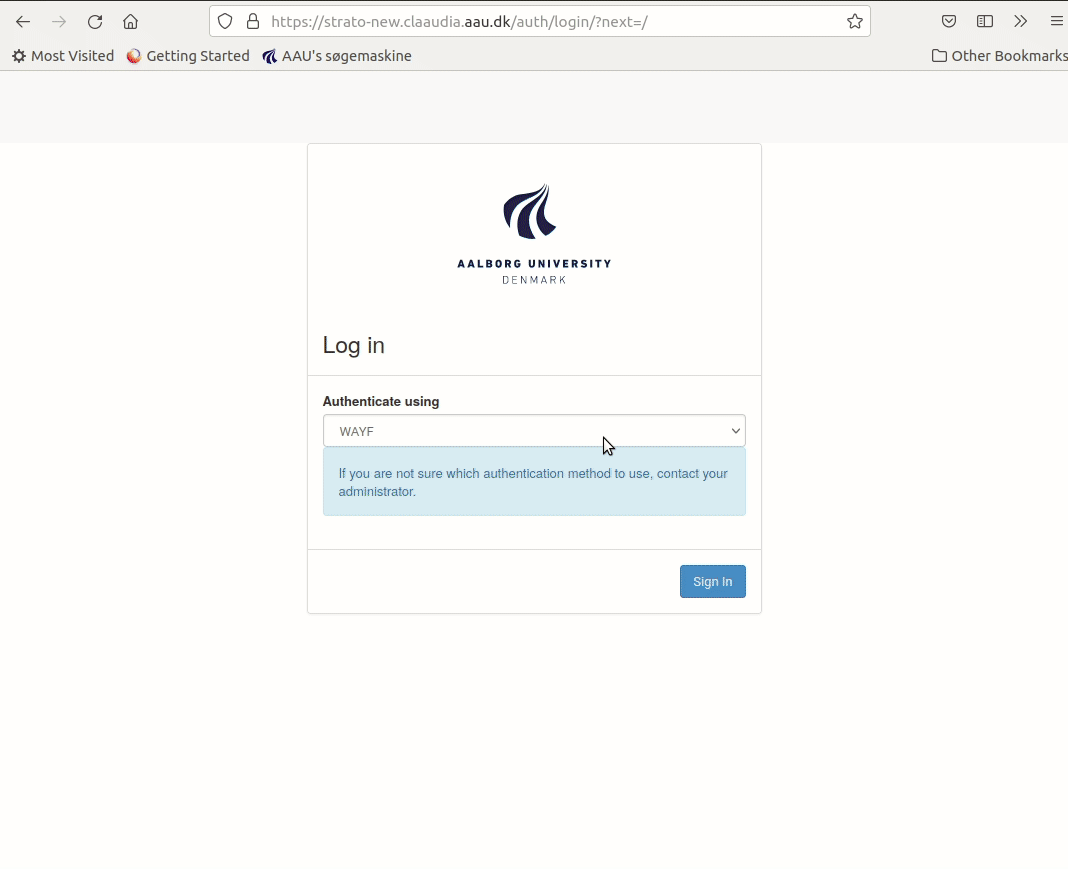 https://strato-new.claaudia.aau.dk/auth/login/?next=/
Most Visited Getting Started AAU's søgemaskine Other Bookmarks
AALBORG UNIVERSITY
DENMARK
Log in
Authenticate using
WAYF
If you are not sure which authentication method to use, contact your
administrator.
Sign In